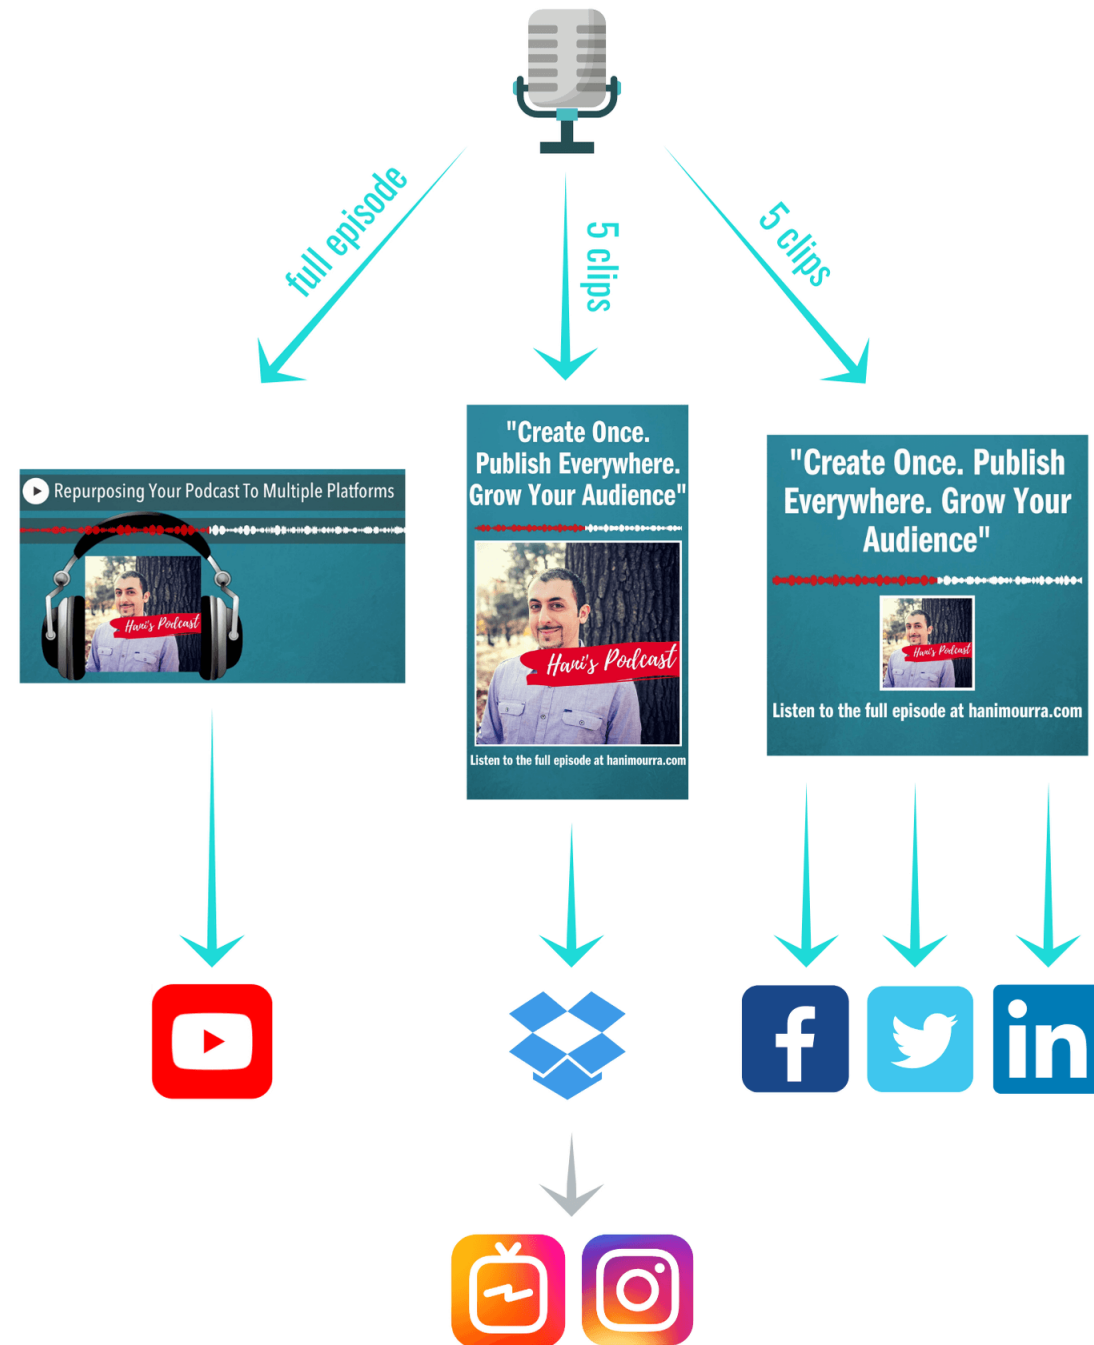 full episode
5 clips
5 clips
Repurposing Your Podcast To Multiple Platforms
Hani's Podcast
"Create Once.
Publish Everywhere.
Grow Your Audience"
Hani's Podcast
Listen to the full episode at hanimourra.com
"Create Once. Publish
Everywhere. Grow Your
Audience"
Hani's Podcast
Listen to the full episode at hanimourra.com
f
in